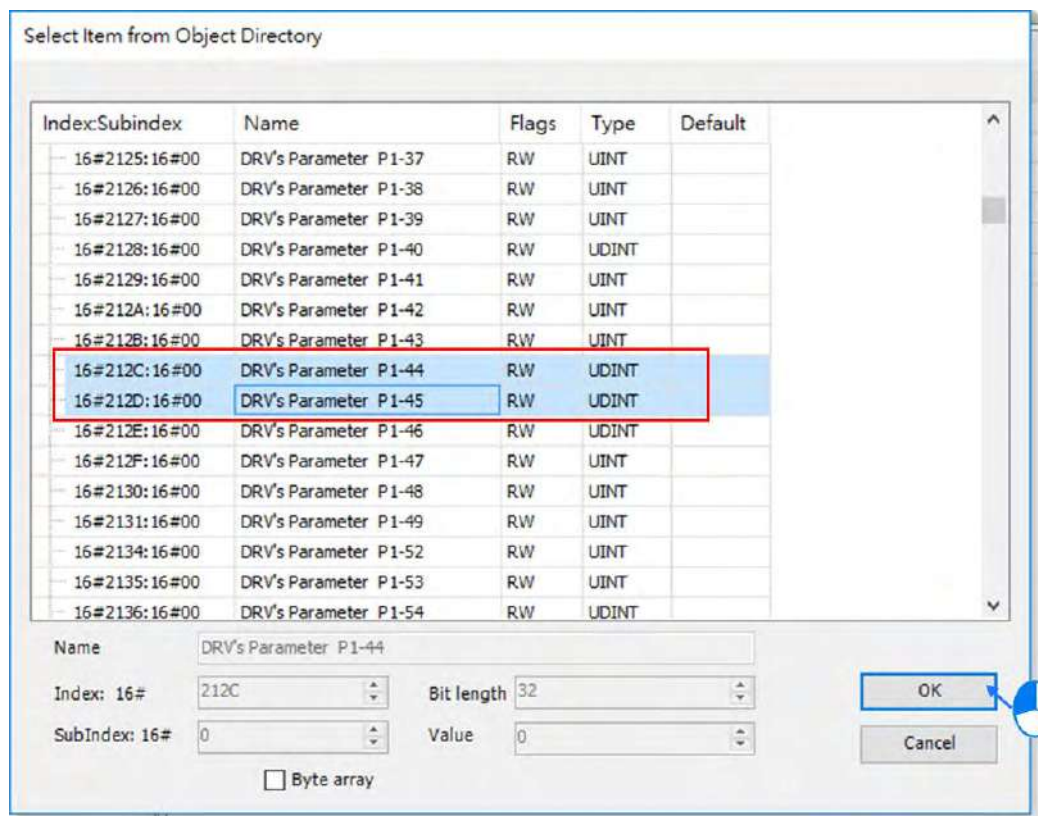 Select Item from Object Directory
Index:Subindex Name Flags Type Default
16#2125:16#00 DRV's Parameter P1-37 RW UINT
16#2126:16#00 DRV's Parameter P1-38 RW UINT
16#2127:16#00 DRV's Parameter P1-39 RW UINT
16#2128:16#00 DRV's Parameter P1-40 RW UDINT
16#2129:16#00 DRV's Parameter P1-41 RW UINT
16#212A:16#00 DRV's Parameter P1-42 RW UINT
16#212B:16#00 DRV's Parameter P1-43 RW UINT
16#212C:16#00 DRV's Parameter P1-44 RW UDINT
16#212D:16#00 DRV's Parameter P1-45 RW UDINT
16#212E:16#00 DRV's Parameter P1-46 RW UDINT
16#212F:16#00 DRV's Parameter P1-47 RW UINT
16#2130:16#00 DRV's Parameter P1-48 RW UINT
16#2131:16#00 DRV's Parameter P1-49 RW UINT
16#2134:16#00 DRV's Parameter P1-52 RW UINT
16#2135:16#00 DRV's Parameter P1-53 RW UINT
16#2136:16#00 DRV's Parameter P1-54 RW UDINT
Name DRV's Parameter P1-44
Index: 16# 212C Bit length 32 OK
SubIndex: 16# 0 Value 0 Cancel
Byte array